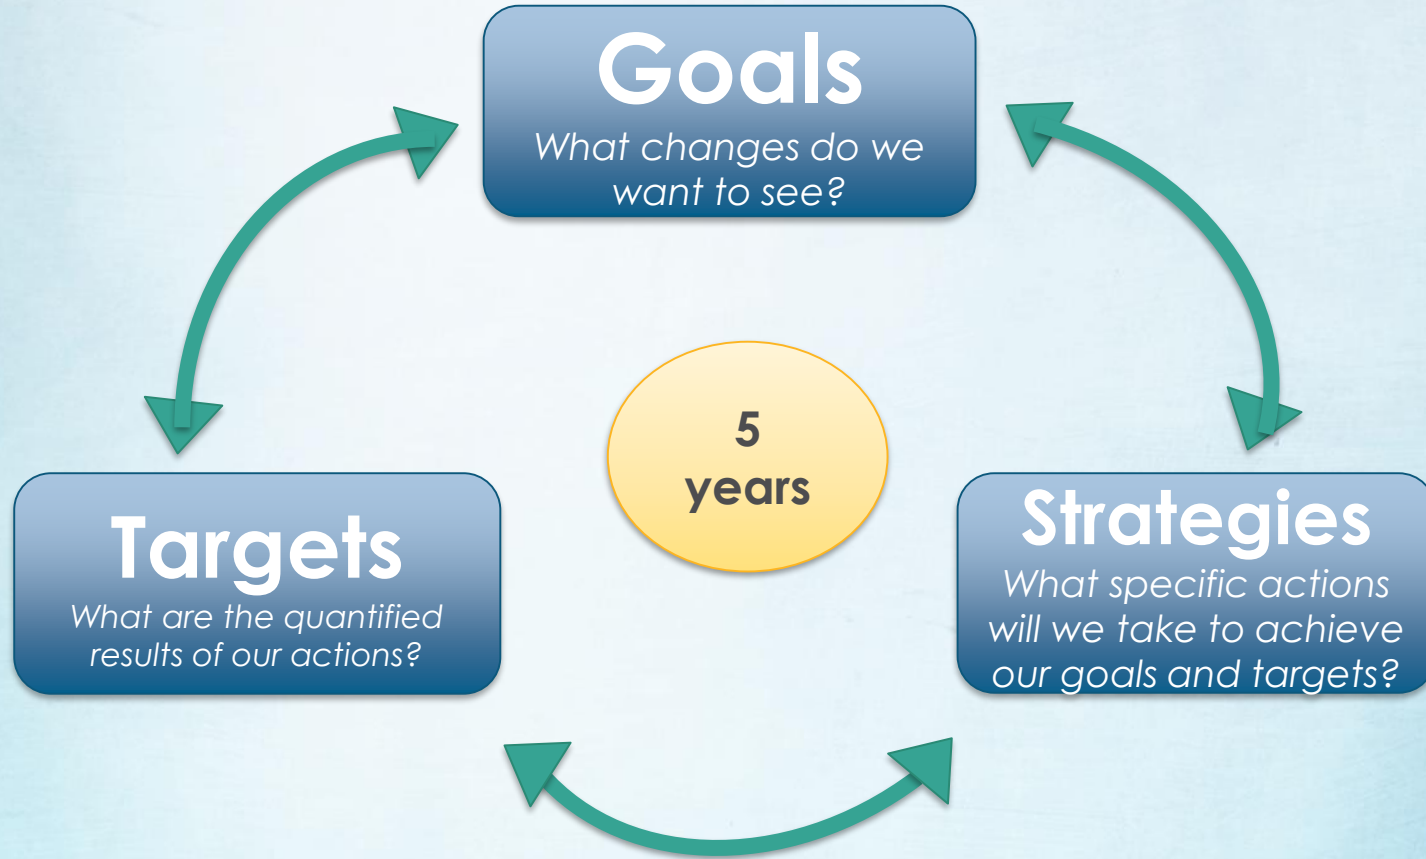 Goals
What changes do we
want to see?
5
years
Targets
What are the quantified
results of our actions?
Strategies
What specific actions
will we take to achieve
our goals and targets?